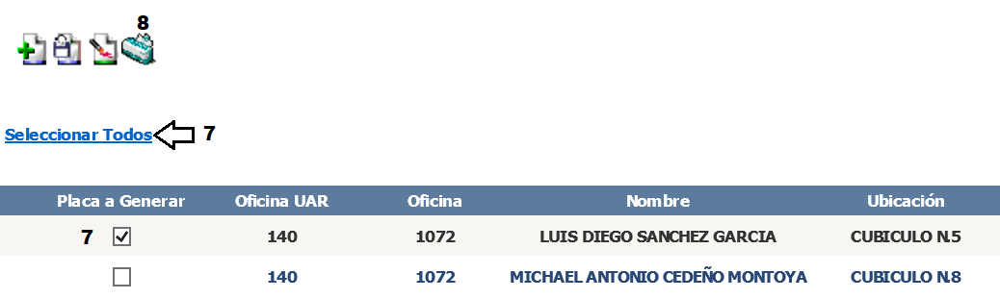 8
Seleccionar Todos 7
Placa a Generar Oficina UAR Oficina Nombre Ubicación
7 140 1072 LUIS DIEGO SANCHEZ GARCIA CUBICULO N.5
140 1072 MICHAEL ANTONIO CEDEÑO MONTOYA CUBICULO N.8